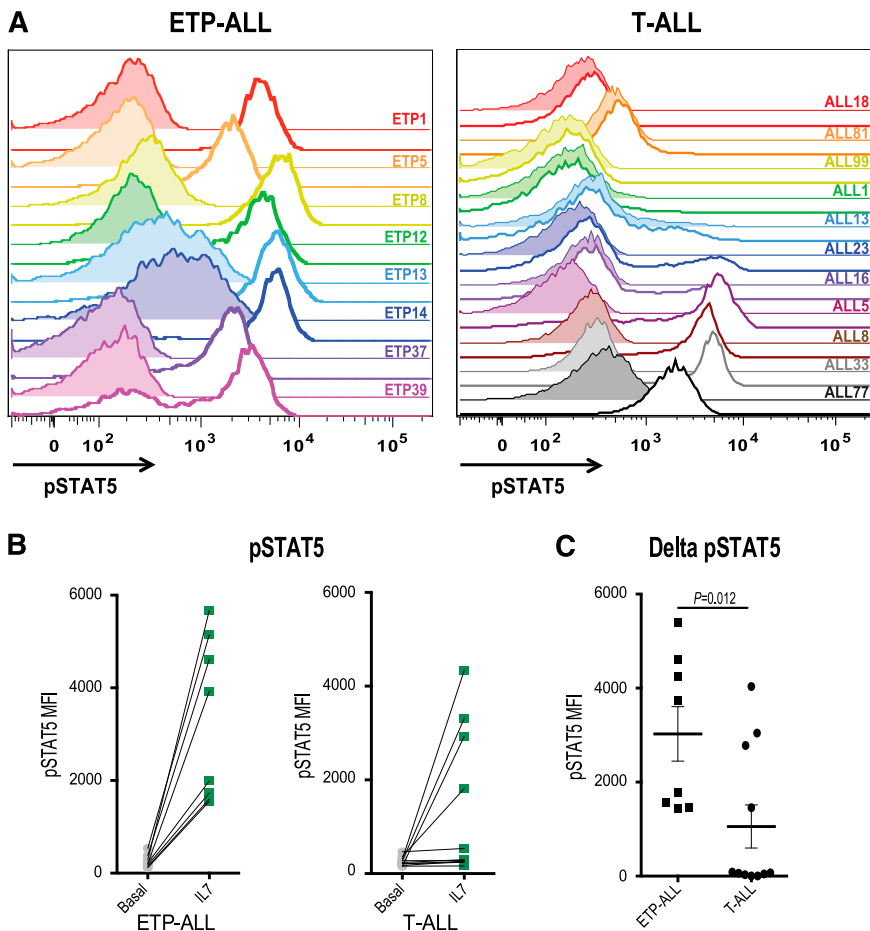 A
ETP-ALL
T-ALL
ETP1
ETP5
ETP8
ETP12
ETP13
ETP14
ETP37
ETP39
0 10² 10³ 10⁴ 10⁵
pSTAT5
ALL18
ALL81
ALL99
ALL1
ALL13
ALL23
ALL16
ALL5
ALL8
ALL33
ALL77
0 10² 10³ 10⁴ 10⁵
pSTAT5
B
pSTAT5
pSTAT5 MFI
6000
4000
2000
0
Basal IL7
ETP-ALL
pSTAT5 MFI
6000
4000
2000
0
Basal IL7
T-ALL
C
Delta pSTAT5
P=0.012
pSTAT5 MFI
6000
4000
2000
0
ETP-ALL T-ALL